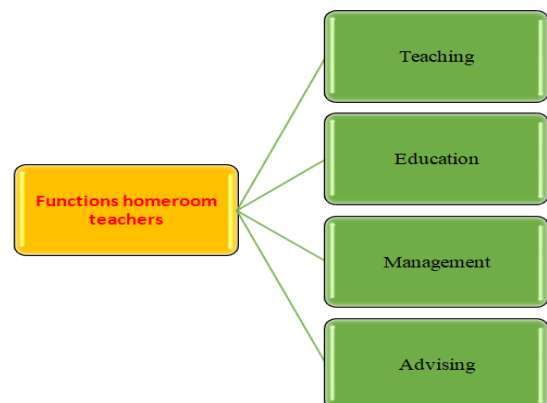 Functions homeroom
teachers
Teaching
Education
Management
Advising